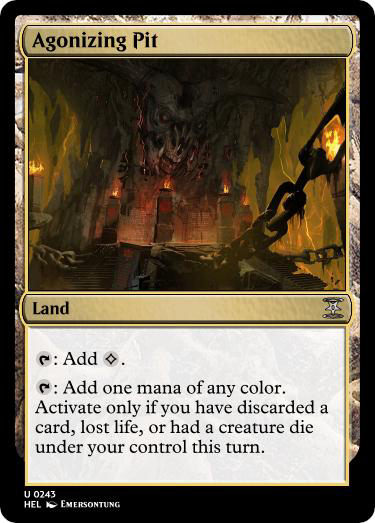 Agonizing Pit
Land
: Add .
: Add one mana of any color.
Activate only if you have discarded a
card, lost life, or had a creature die
under your control this turn.
U 0243
HEL Emersontung